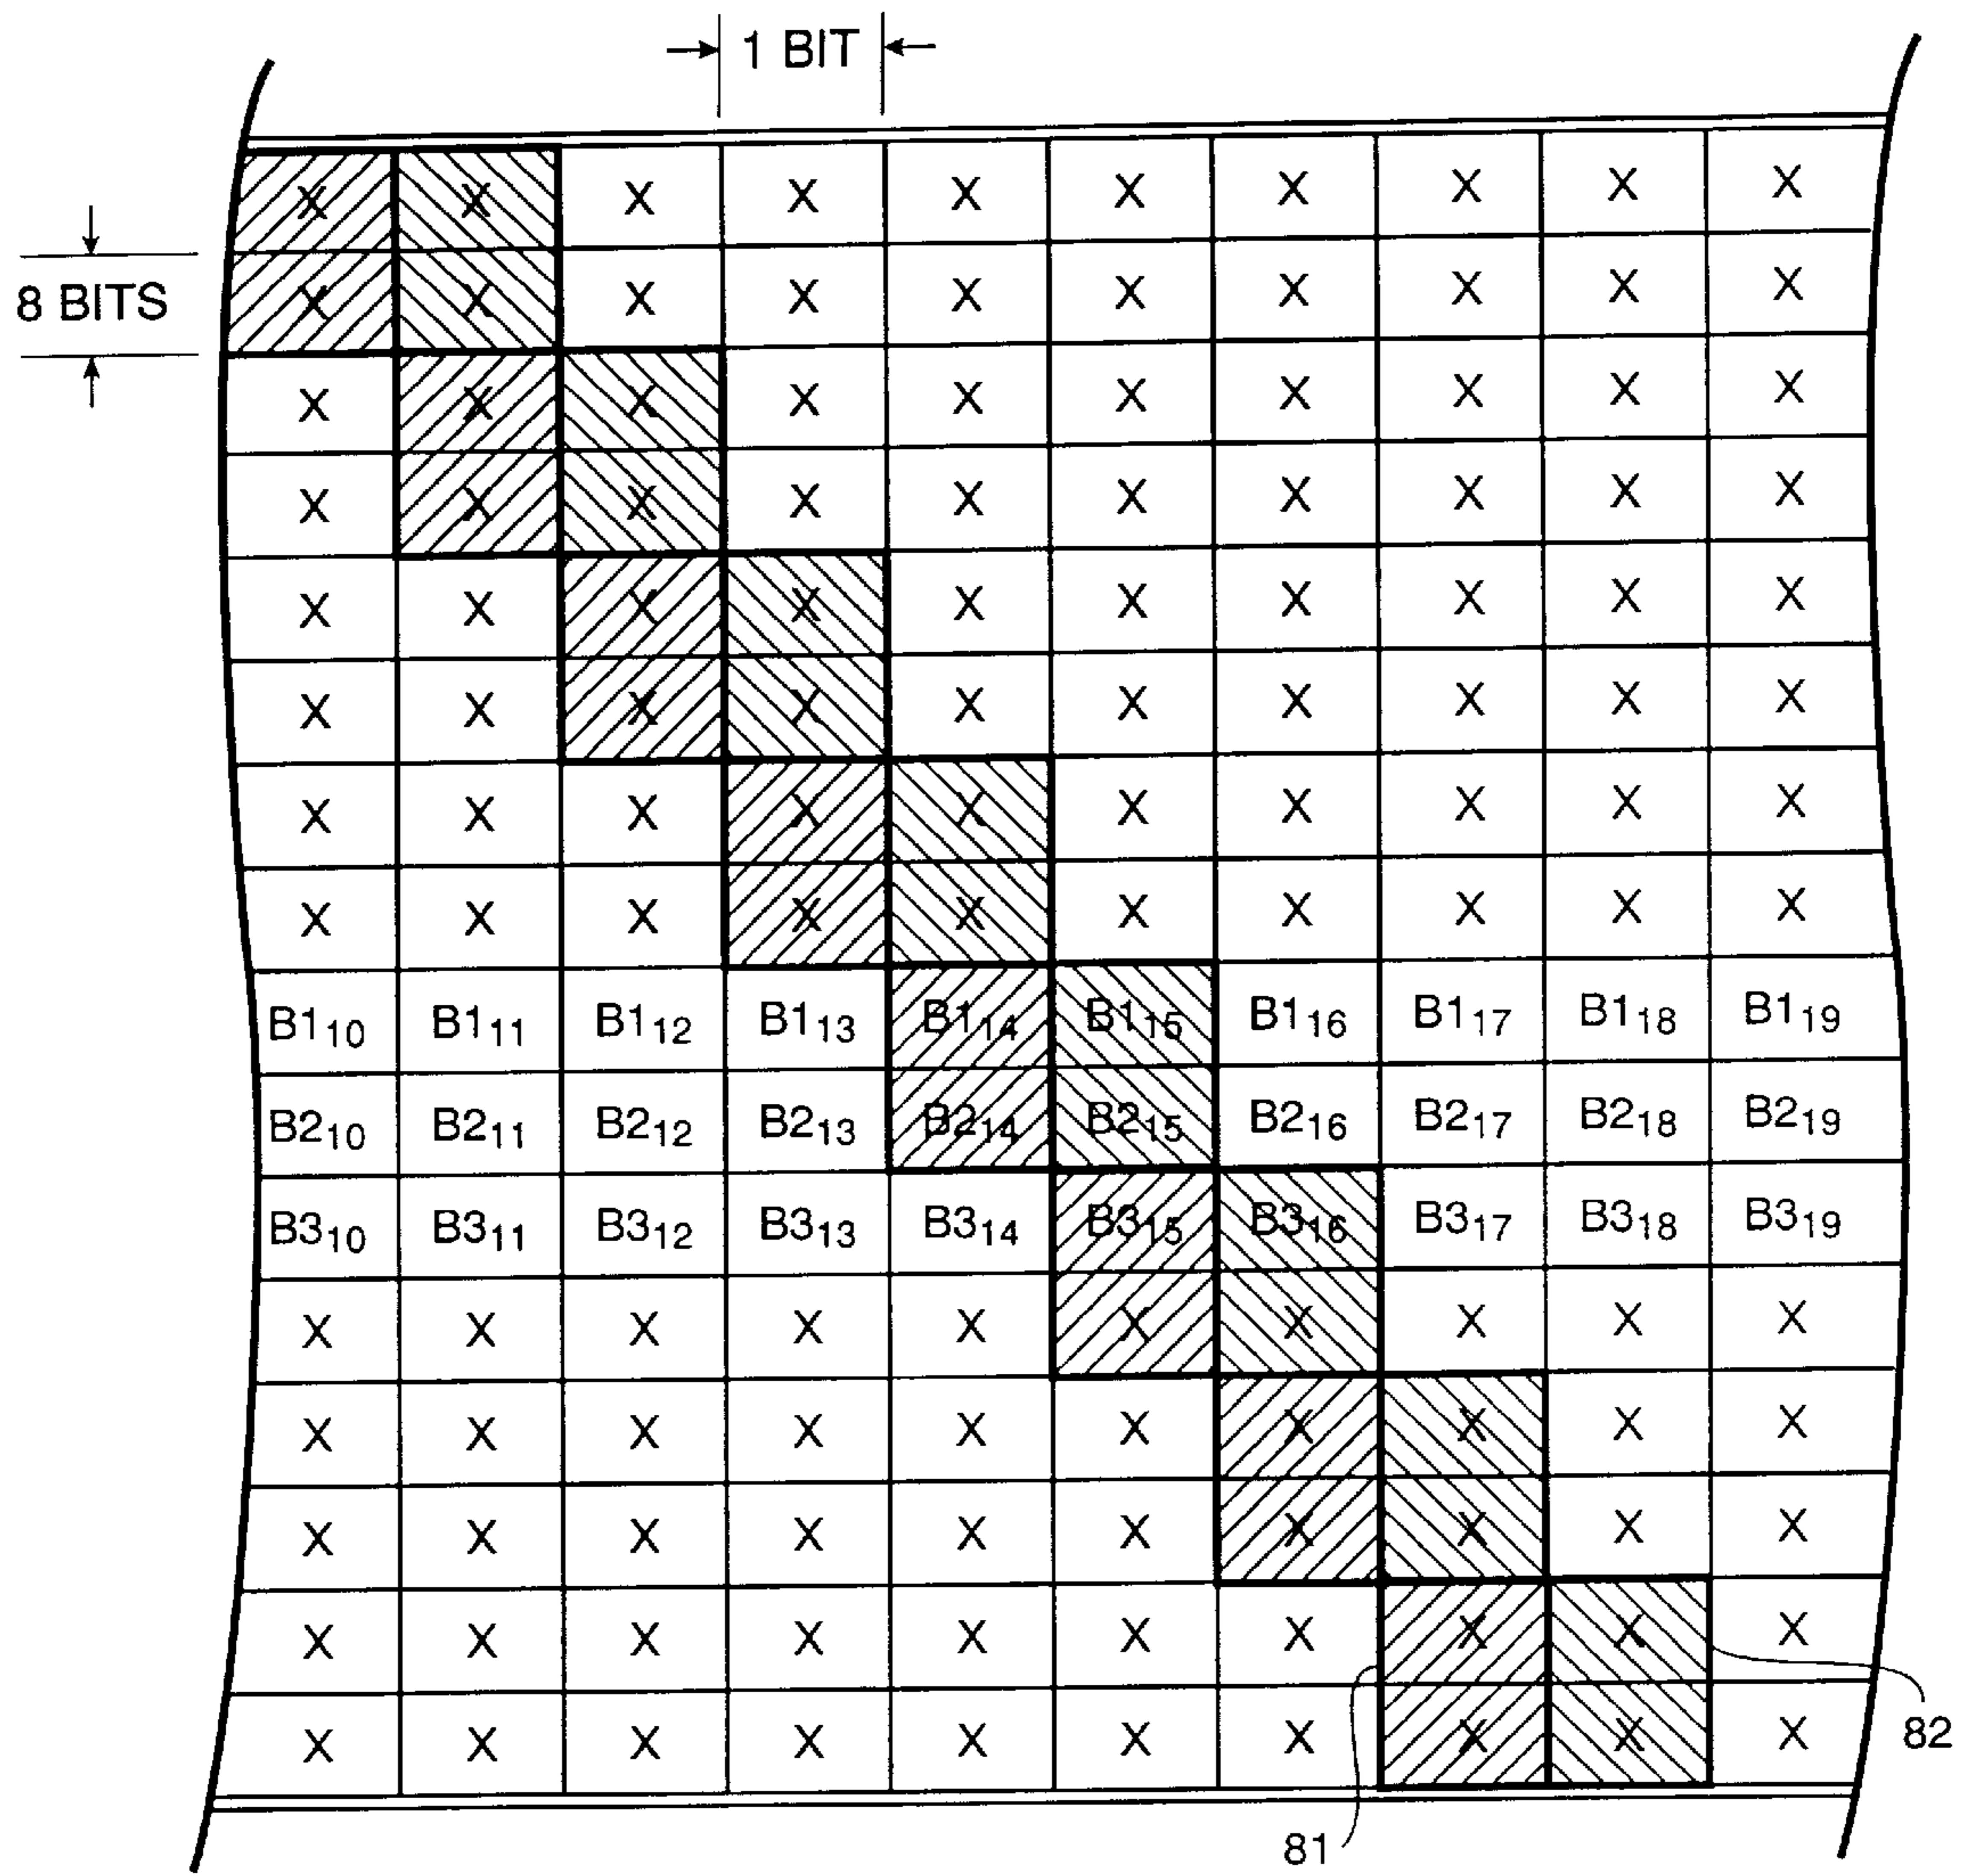 1 BIT
X X X X X X X X X X
8 BITS X X X X X X X X X X
X X X X X X X X X X
X X X X X X X X X X
X X X X X X X X X X
X X X X X X X X X X
X X X X X X X X X X
X X X X X X X X X X
B1₁₀ B1₁₁ B1₁₂ B1₁₃ B1₁₄ B1₁₅ B1₁₆ B1₁₇ B1₁₈ B1₁₉
B2₁₀ B2₁₁ B2₁₂ B2₁₃ B2₁₄ B2₁₅ B2₁₆ B2₁₇ B2₁₈ B2₁₉
B3₁₀ B3₁₁ B3₁₂ B3₁₃ B3₁₄ B3₁₅ B3₁₆ B3₁₇ B3₁₈ B3₁₉
X X X X X X X X X X
X X X X X X X X X X
X X X X X X X X X X
X X X X X X X X X X
X X X X X X X X X X
82
81